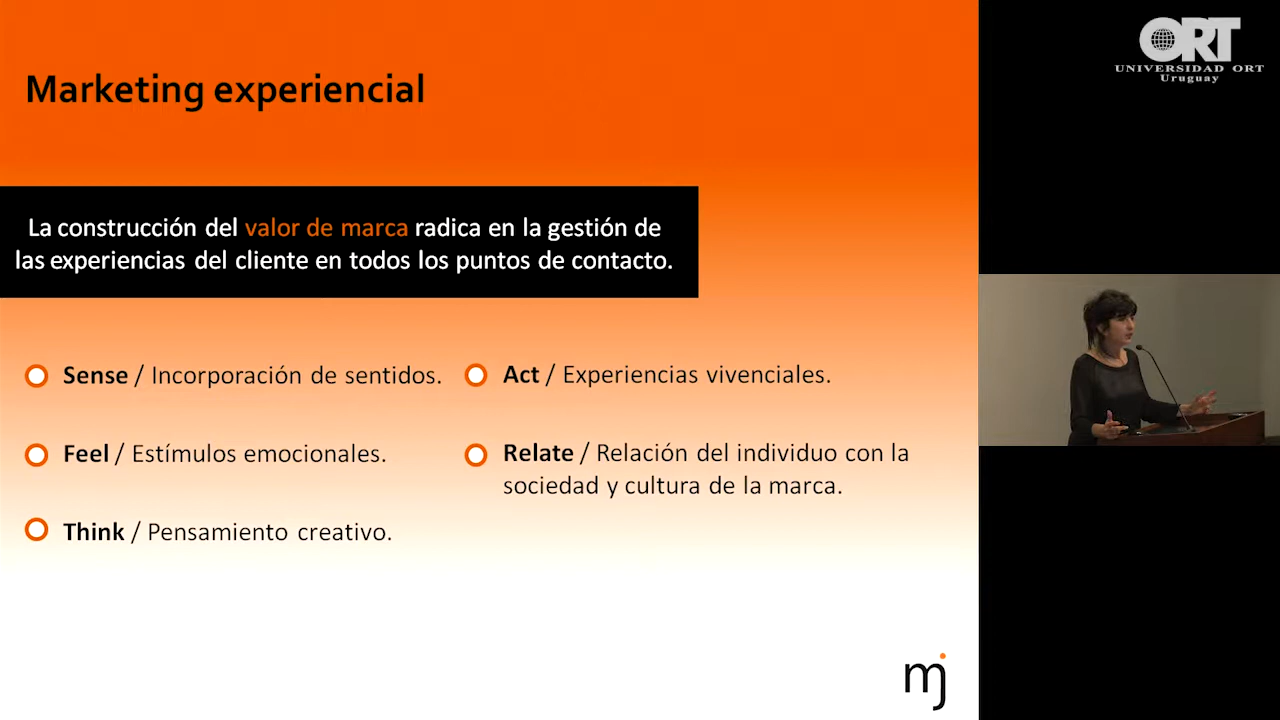 Marketing experiencial
La construcción del valor de marca radica en la gestión de
las experiencias del cliente en todos los puntos de contacto.
Sense / Incorporación de sentidos.
Feel / Estímulos emocionales.
Think / Pensamiento creativo.
Act / Experiencias vivenciales.
Relate / Relación del individuo con la
sociedad y cultura de la marca.
mj
ORT
UNIVERSIDAD ORT
Uruguay